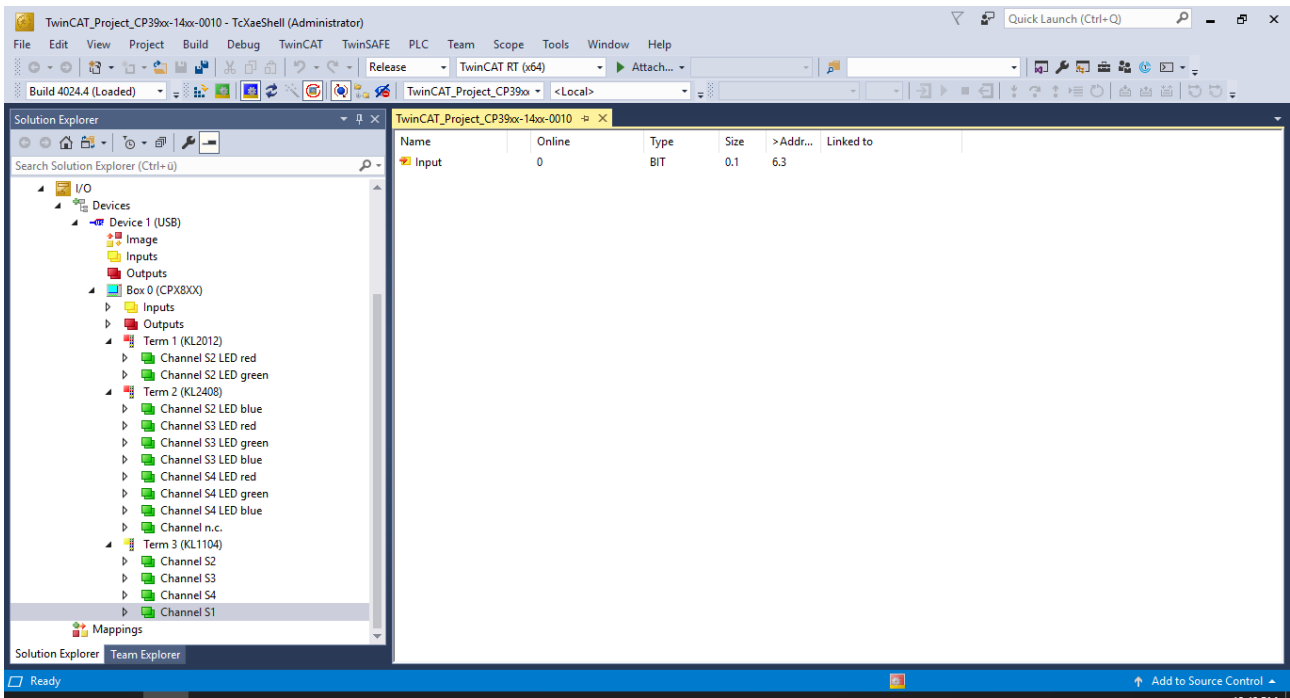 TwinCAT_Project_CP39xx-14xx-0010 - TcXaeShell (Administrator)
Quick Launch (Ctrl+Q)
File Edit View Project Build Debug TwinCAT TwinSAFE PLC Team Scope Tools Window Help
Release TwinCAT RT (x64) Attach...
Build 4024.4 (Loaded) TwinCAT_Project_CP39xx <Local>
Solution Explorer
TwinCAT_Project_CP39xx-14xx-0010
Search Solution Explorer (Ctrl+ü)
Name Online Type Size >Addr... Linked to
Input 0 BIT 0.1 6.3
I/O
Devices
Device 1 (USB)
Image
Inputs
Outputs
Box 0 (CPX8XX)
Inputs
Outputs
Term 1 (KL2012)
Channel S2 LED red
Channel S2 LED green
Term 2 (KL2408)
Channel S2 LED blue
Channel S3 LED red
Channel S3 LED green
Channel S3 LED blue
Channel S4 LED red
Channel S4 LED green
Channel S4 LED blue
Channel n.c.
Term 3 (KL1104)
Channel S2
Channel S3
Channel S4
Channel S1
Mappings
Solution Explorer Team Explorer
Ready
Add to Source Control